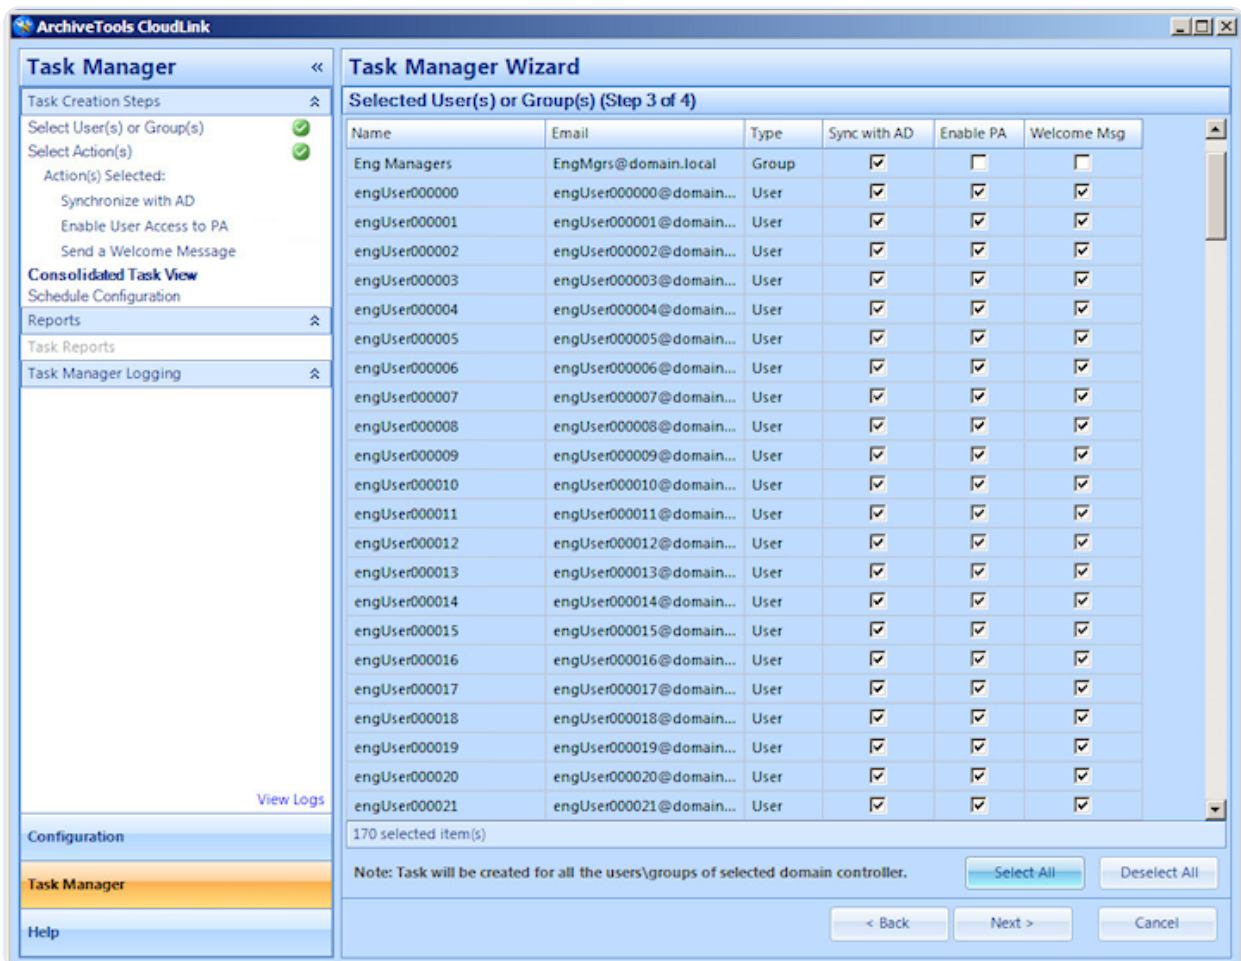 ArchiveTools CloudLink
Task Manager «
Task Creation Steps
Select User(s) or Group(s)
Select Action(s)
Action(s) Selected:
Synchronize with AD
Enable User Access to PA
Send a Welcome Message
Consolidated Task View
Schedule Configuration
Reports
Task Reports
Task Manager Logging
View Logs
Configuration
Task Manager
Help
Task Manager Wizard
Selected User(s) or Group(s) (Step 3 of 4)
Name Email Type Sync with AD Enable PA Welcome Msg
Eng Managers EngMgrs@domain.local Group
engUser000000 engUser000000@domain... User
engUser000001 engUser000001@domain... User
engUser000002 engUser000002@domain... User
engUser000003 engUser000003@domain... User
engUser000004 engUser000004@domain... User
engUser000005 engUser000005@domain... User
engUser000006 engUser000006@domain... User
engUser000007 engUser000007@domain... User
engUser000008 engUser000008@domain... User
engUser000009 engUser000009@domain... User
engUser000010 engUser000010@domain... User
engUser000011 engUser000011@domain... User
engUser000012 engUser000012@domain... User
engUser000013 engUser000013@domain... User
engUser000014 engUser000014@domain... User
engUser000015 engUser000015@domain... User
engUser000016 engUser000016@domain... User
engUser000017 engUser000017@domain... User
engUser000018 engUser000018@domain... User
engUser000019 engUser000019@domain... User
engUser000020 engUser000020@domain... User
engUser000021 engUser000021@domain... User
170 selected item(s)
Note: Task will be created for all the users\groups of selected domain controller. Select All Deselect All
< Back Next > Cancel